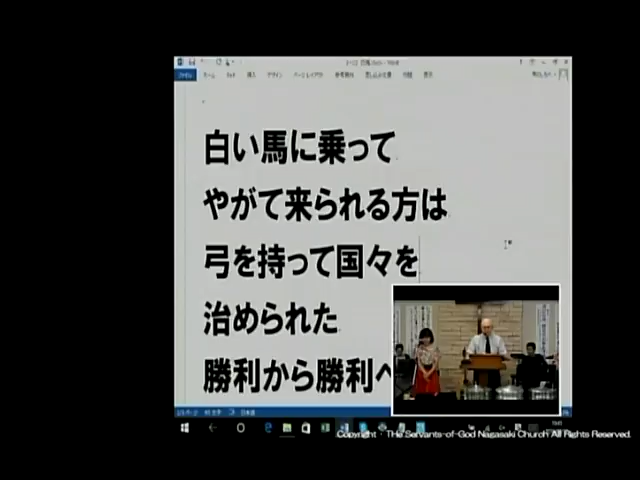 白い馬に乗って
やがて来られる方は
弓を持って国々を
治められた
勝利から勝利へ
Copyright - THe Servants-of-God Nagasaki Church All Rights Reserved.